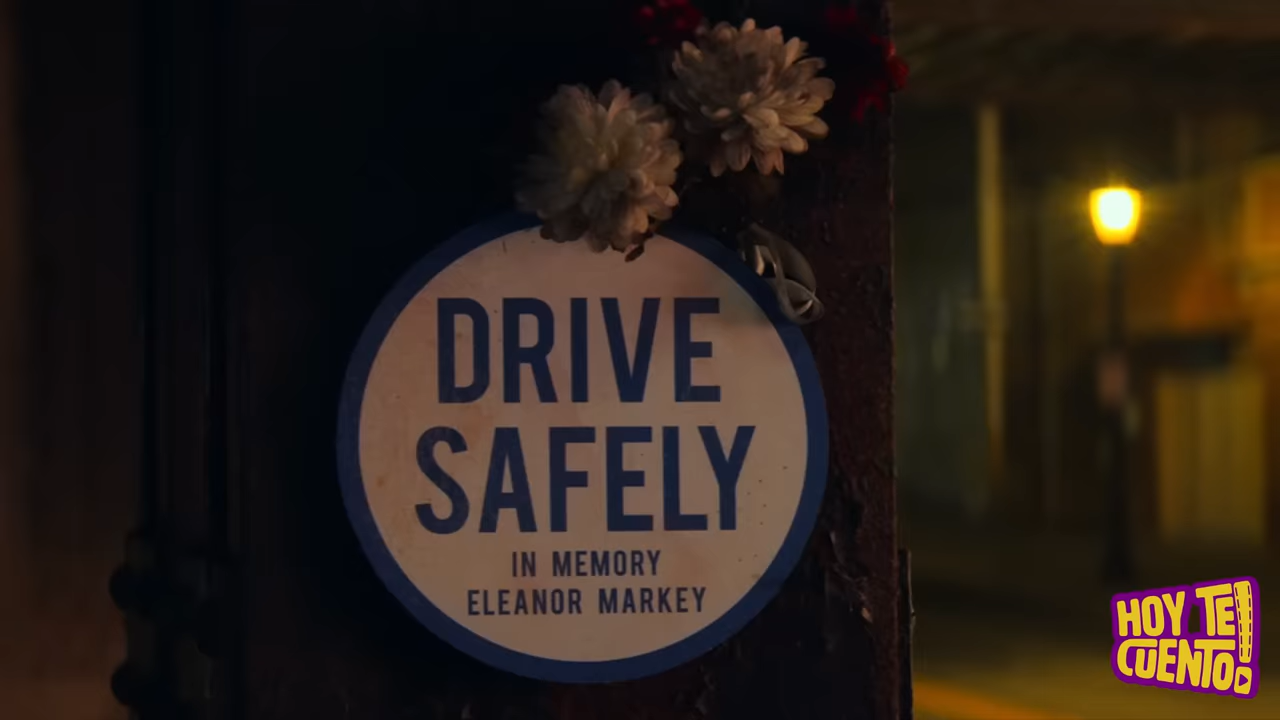 DRIVE
SAFELY
IN MEMORY
ELEANOR MARKEY
HOY TE
CUENTO!